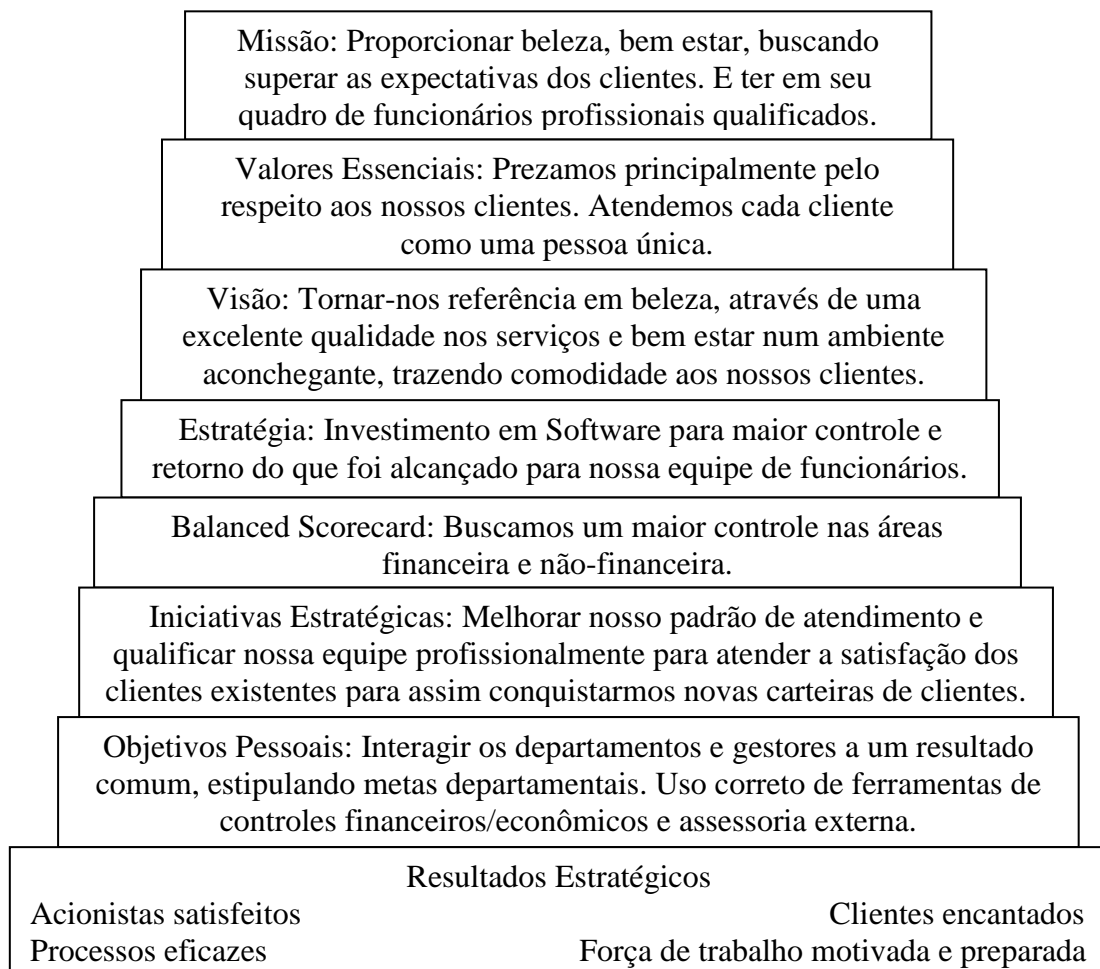 Missão: Proporcionar beleza, bem estar, buscando
superar as expectativas dos clientes. E ter em seu
quadro de funcionários profissionais qualificados.
Valores Essenciais: Prezamos principalmente pelo
respeito aos nossos clientes. Atendemos cada cliente
como uma pessoa única.
Visão: Tornar-nos referência em beleza, através de uma
excelente qualidade nos serviços e bem estar num ambiente
aconchegante, trazendo comodidade aos nossos clientes.
Estratégia: Investimento em Software para maior controle e
retorno do que foi alcançado para nossa equipe de funcionários.
Balanced Scorecard: Buscamos um maior controle nas áreas
financeira e não-financeira.
Iniciativas Estratégicas: Melhorar nosso padrão de atendimento e
qualificar nossa equipe profissionalmente para atender a satisfação dos
clientes existentes para assim conquistarmos novas carteiras de clientes.
Objetivos Pessoais: Interagir os departamentos e gestores a um resultado
comum, estipulando metas departamentais. Uso correto de ferramentas de
controles financeiros/econômicos e assessoria externa.
Resultados Estratégicos
Acionistas satisfeitos Clientes encantados
Processos eficazes Força de trabalho motivada e preparada